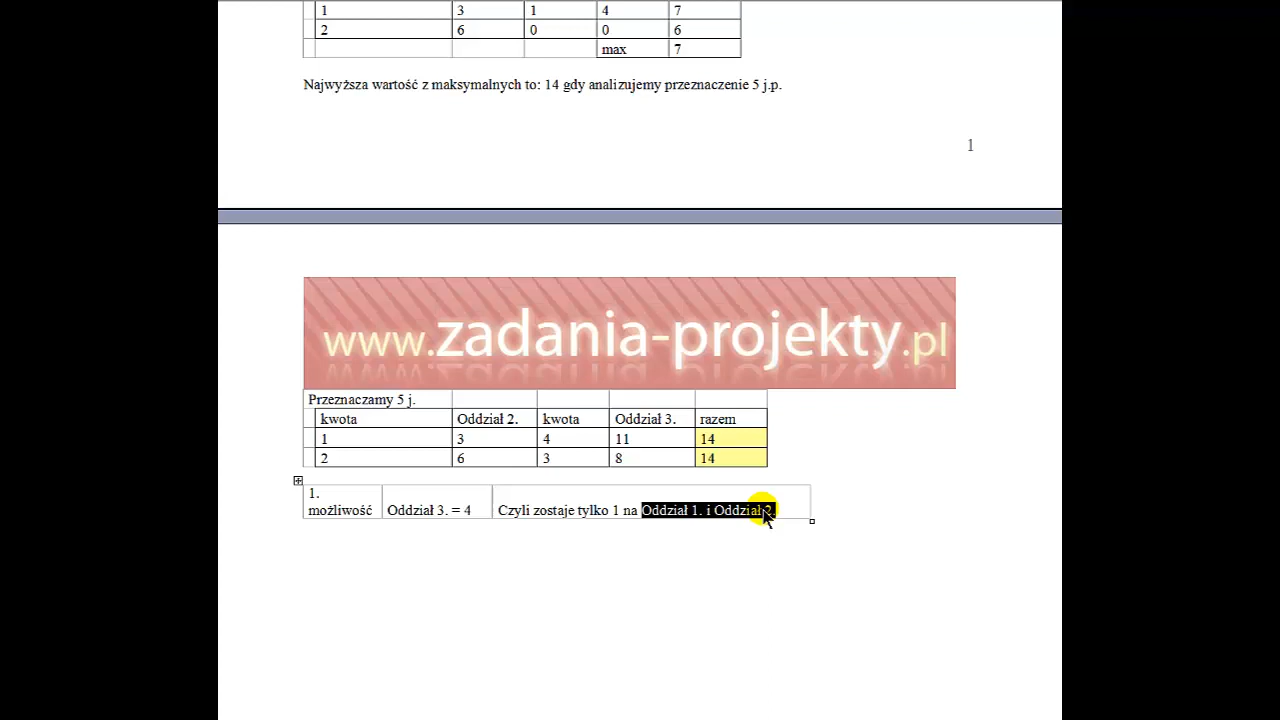 1 3 1 4 7
2 6 0 0 6
max 7
Najwyższa wartość z maksymalnych to: 14 gdy analizujemy przeznaczenie 5 j.p.
1
www.zadania-projekty.pl
Przeznaczamy 5 j.
kwota Oddział 2. kwota Oddział 3. razem
1 3 4 11 14
2 6 3 8 14
1.
możliwość Oddział 3. = 4 Czyli zostaje tylko 1 na Oddział 1. i Oddział 2.